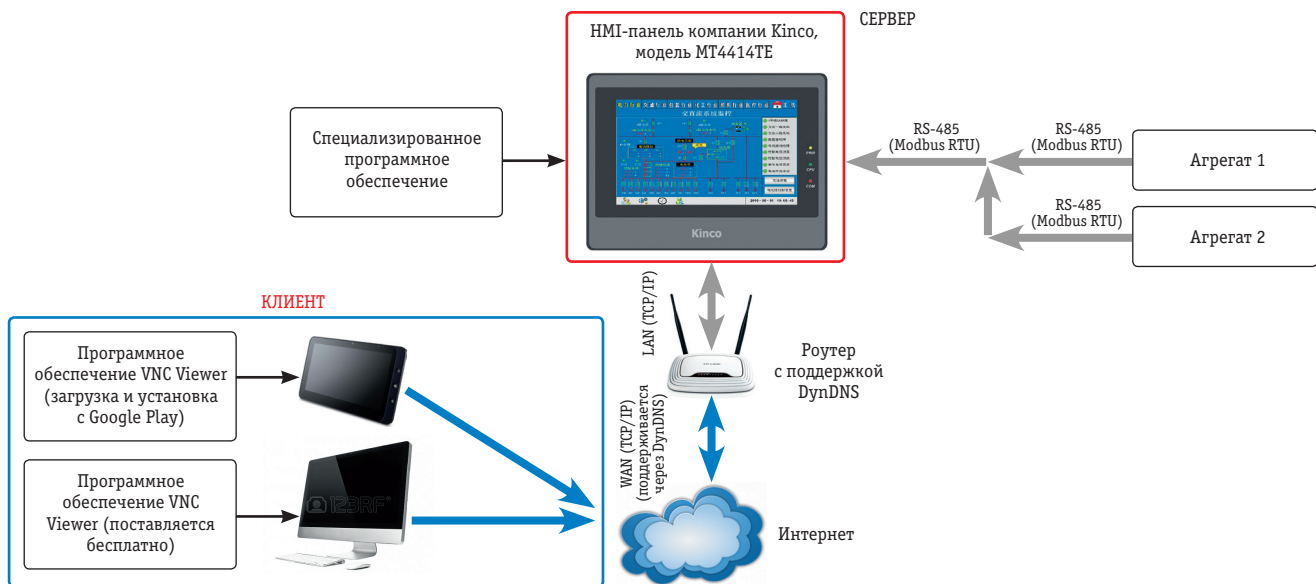 СЕРВЕР
HMI-панель компании Kinco,
модель MT4414TE
Kinco
Специализированное
программное
обеспечение
RS-485
(Modbus RTU)
RS-485
(Modbus RTU)
Агрегат 1
RS-485
(Modbus RTU)
Агрегат 2
LAN (TCP/IP)
Роутер
с поддержкой
DynDNS
WAN (TCP/IP)
(поддерживается
через DynDNS)
Интернет
КЛИЕНТ
Программное
обеспечение VNC Viewer
(загрузка и установка
с Google Play)
Программное
обеспечение VNC
Viewer (поставляется
бесплатно)
123RF